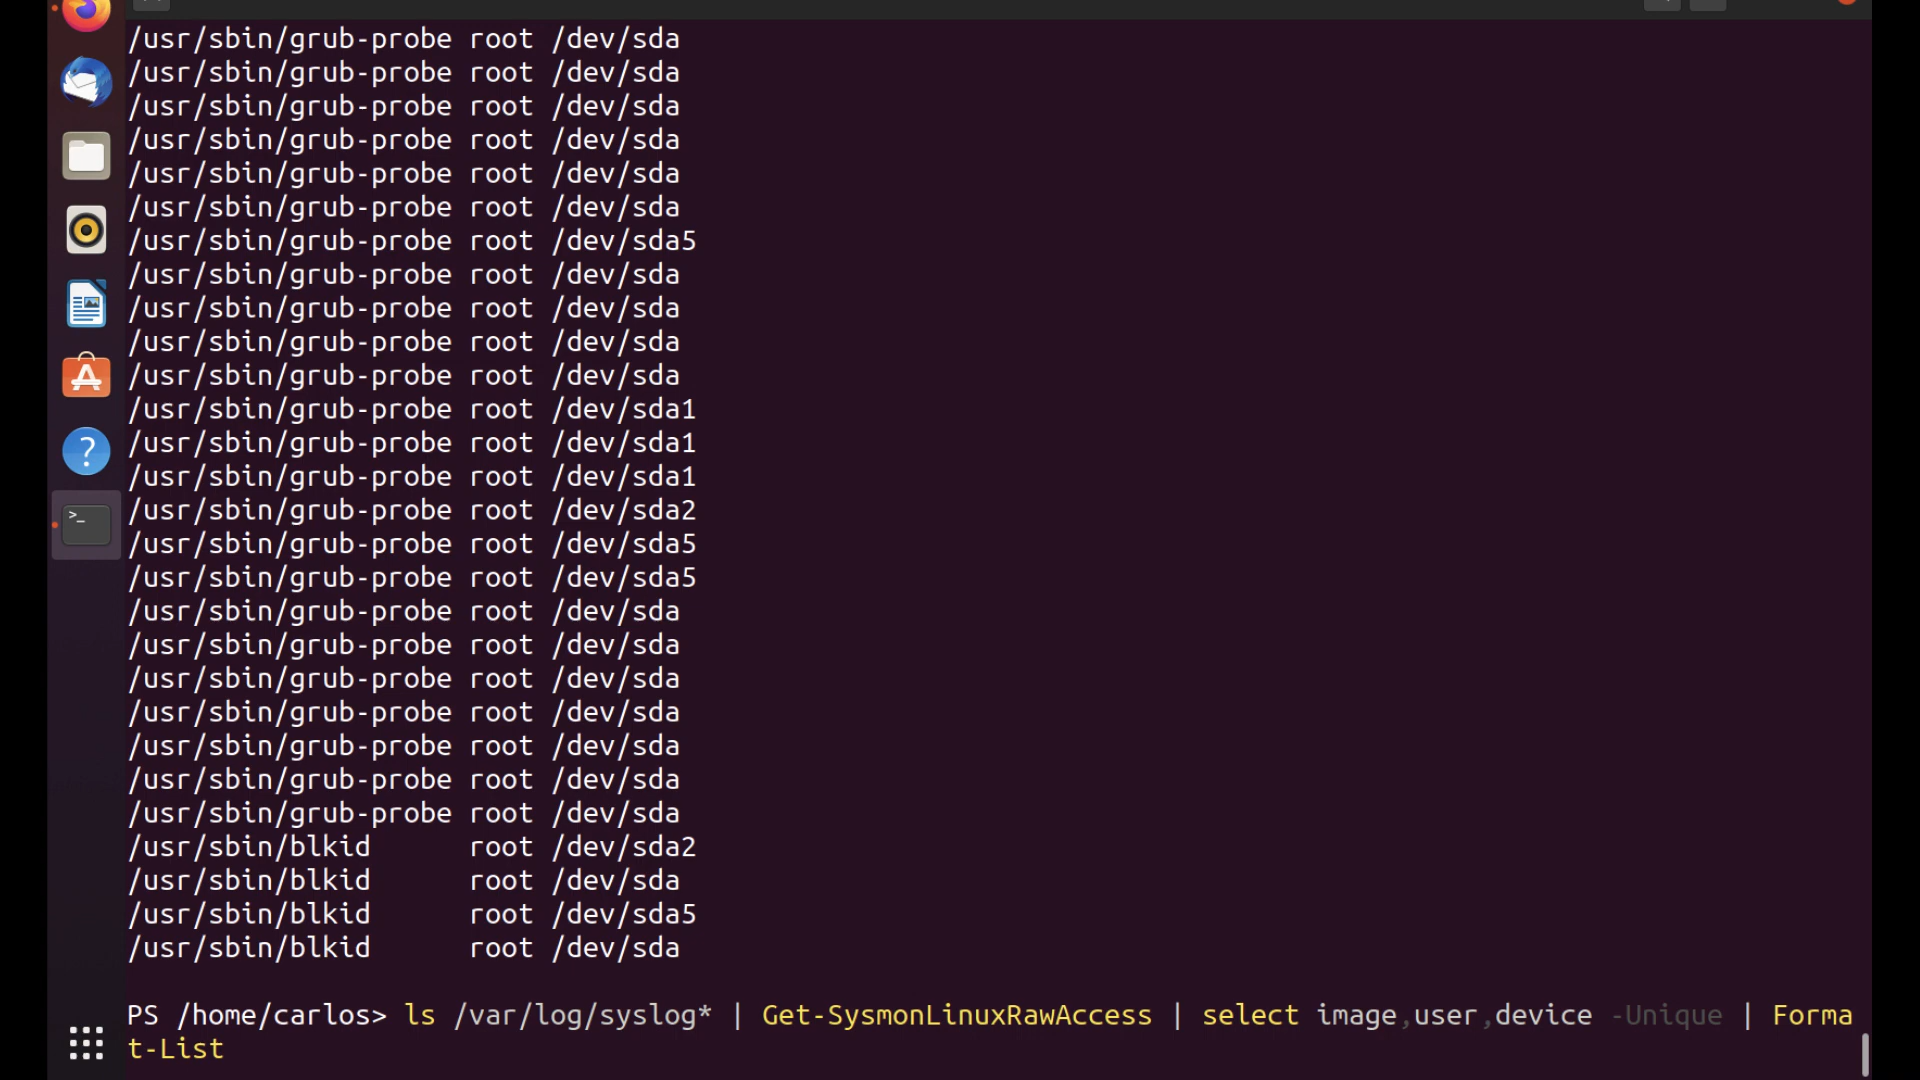 /usr/sbin/grub-probe root /dev/sda
/usr/sbin/grub-probe root /dev/sda
/usr/sbin/grub-probe root /dev/sda
/usr/sbin/grub-probe root /dev/sda
/usr/sbin/grub-probe root /dev/sda
/usr/sbin/grub-probe root /dev/sda
/usr/sbin/grub-probe root /dev/sda5
/usr/sbin/grub-probe root /dev/sda
/usr/sbin/grub-probe root /dev/sda
/usr/sbin/grub-probe root /dev/sda
/usr/sbin/grub-probe root /dev/sda
/usr/sbin/grub-probe root /dev/sda1
/usr/sbin/grub-probe root /dev/sda1
/usr/sbin/grub-probe root /dev/sda1
/usr/sbin/grub-probe root /dev/sda2
/usr/sbin/grub-probe root /dev/sda5
/usr/sbin/grub-probe root /dev/sda5
/usr/sbin/grub-probe root /dev/sda
/usr/sbin/grub-probe root /dev/sda
/usr/sbin/grub-probe root /dev/sda
/usr/sbin/grub-probe root /dev/sda
/usr/sbin/grub-probe root /dev/sda
/usr/sbin/grub-probe root /dev/sda
/usr/sbin/grub-probe root /dev/sda
/usr/sbin/blkid      root /dev/sda2
/usr/sbin/blkid      root /dev/sda
/usr/sbin/blkid      root /dev/sda5
/usr/sbin/blkid      root /dev/sda
PS /home/carlos> ls /var/log/syslog* | Get-SysmonLinuxRawAccess | select image,user,device -Unique | Forma
t-List